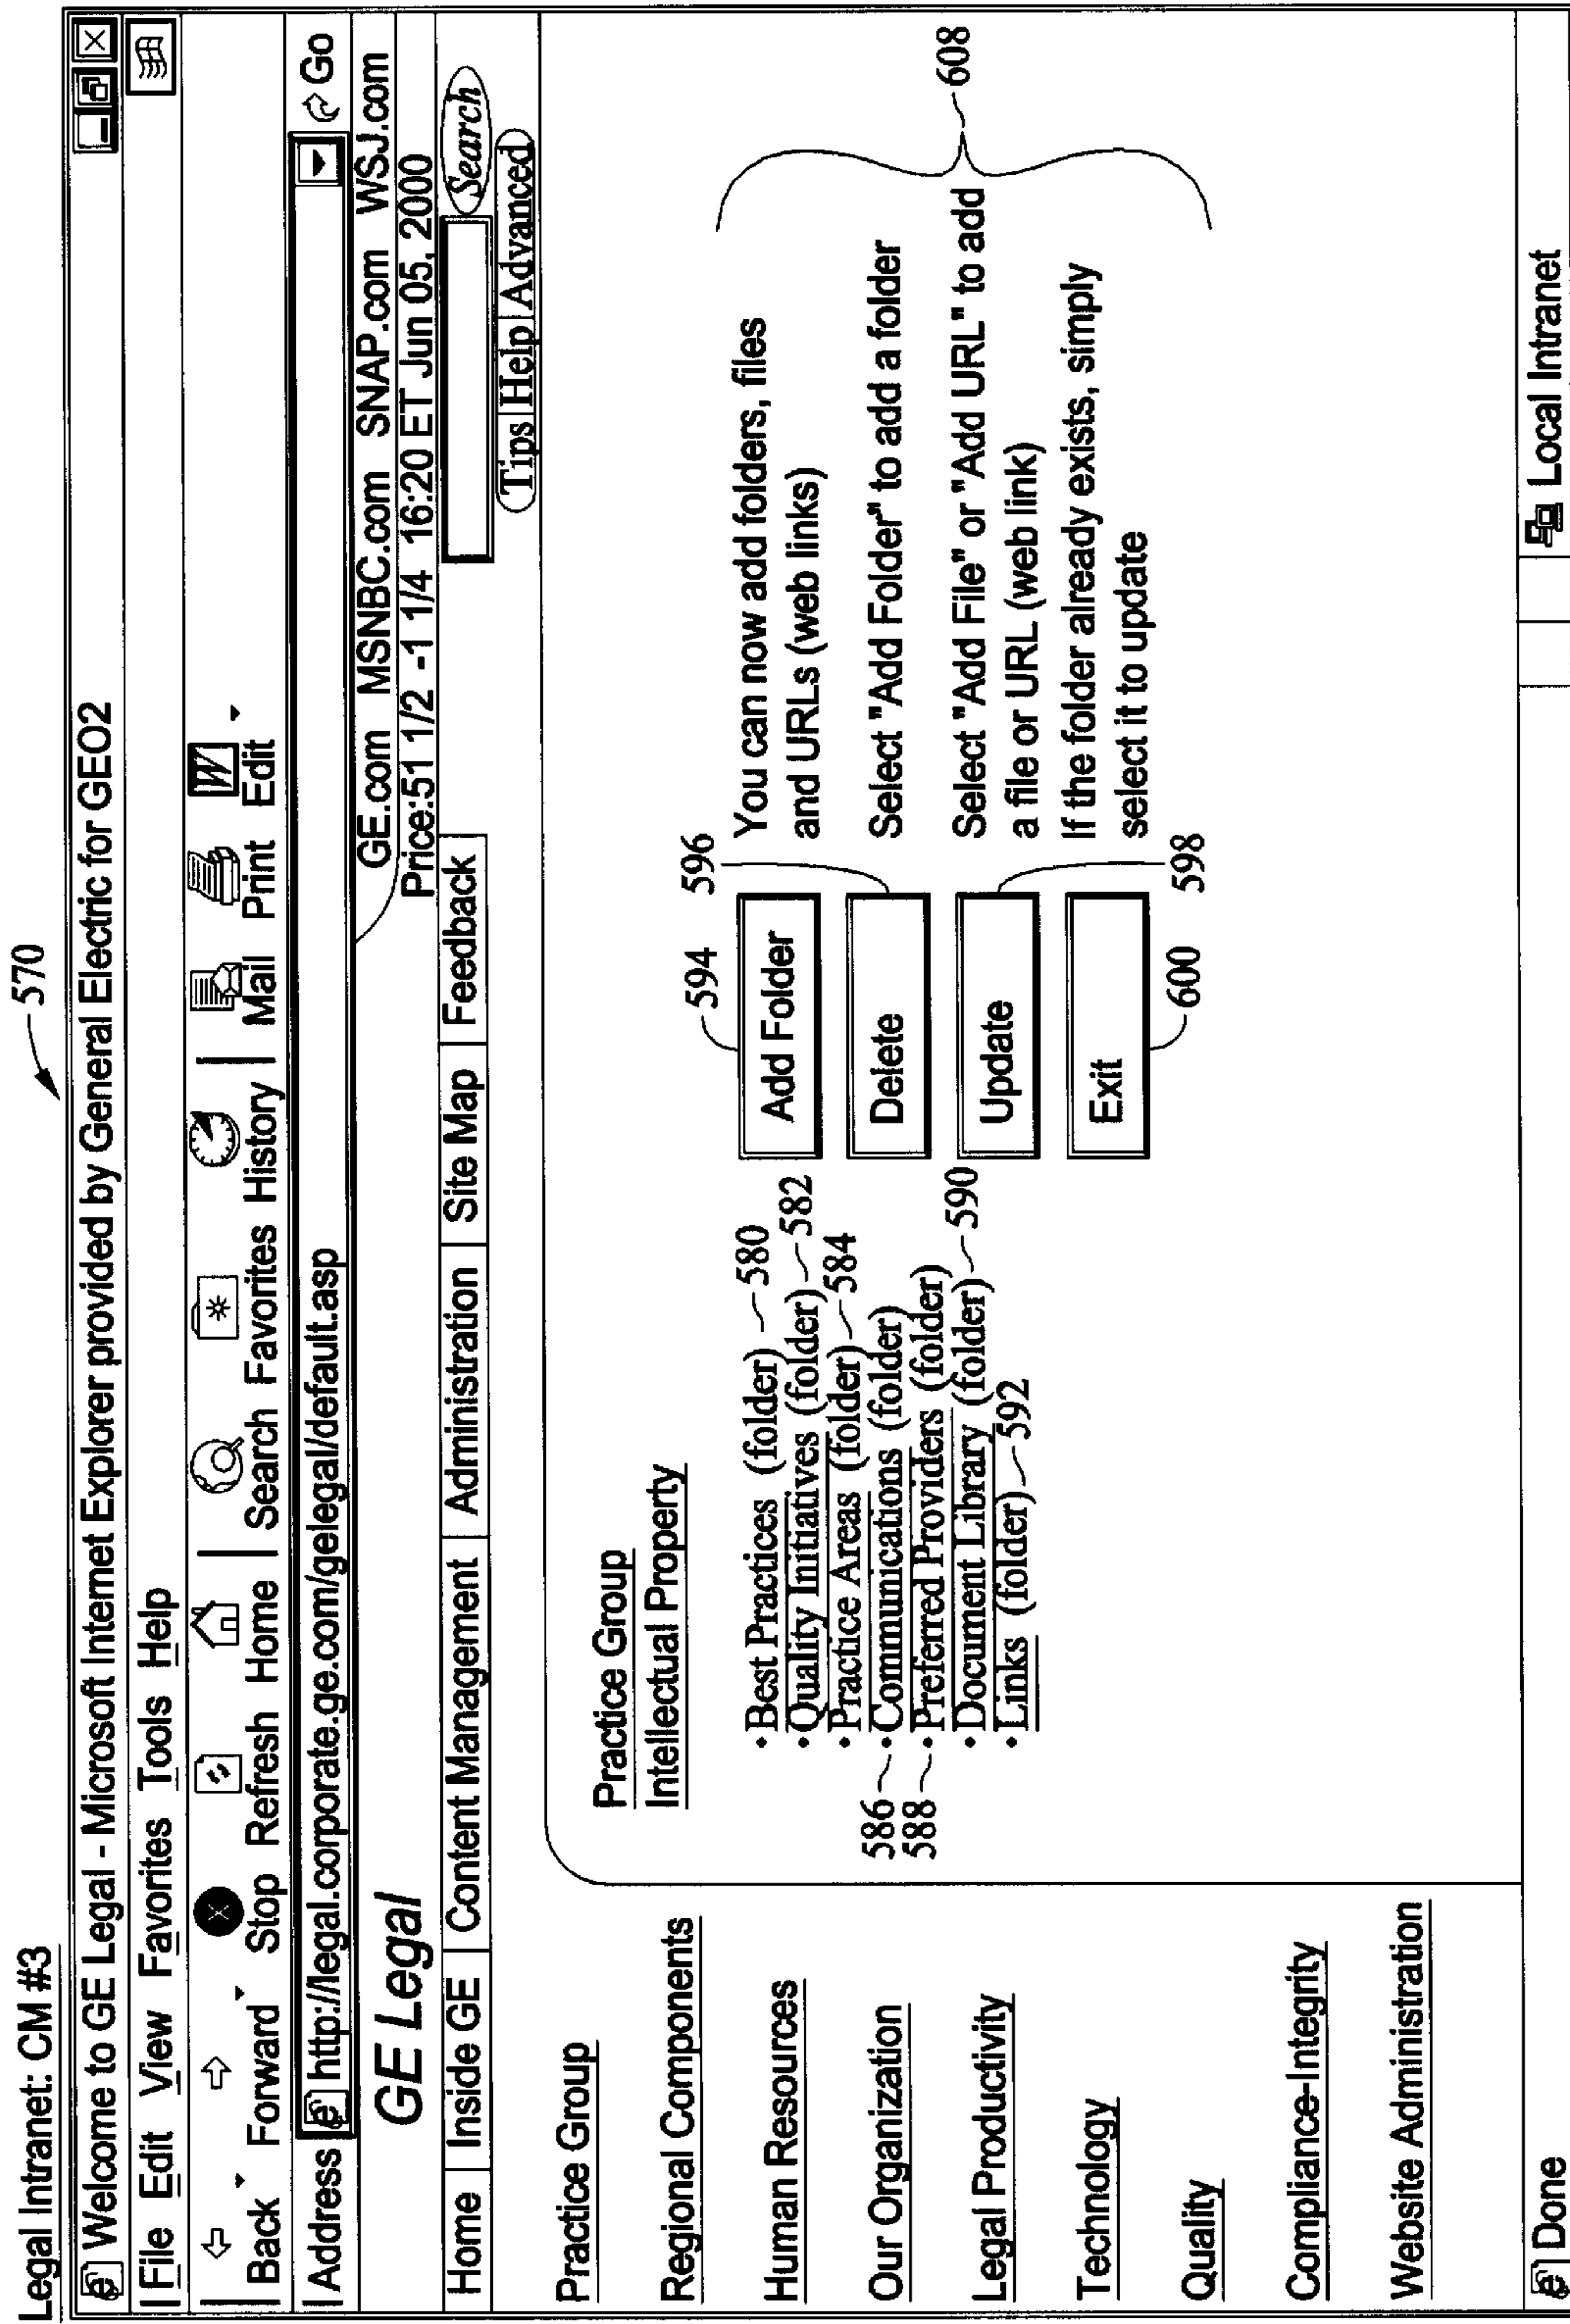 Legal Intranet: CM #3
570
Welcome to GE Legal - Microsoft Internet Explorer provided by General Electric for GEO2
File Edit View Favorites Tools Help
Back Forward Stop Refresh Home Search Favorites History Mail Print Edit
Address http://legal.corporate.ge.com/gelegal/default.asp Go
GE Legal
GE.com MSNBC.com SNAP.com WSJ.com
Price:51 1/2 -1 1/4 16:20 ET Jun 05, 2000
Home Inside GE Content Management Administration Site Map Feedback Search
Tips Help Advanced
Practice Group
Regional Components
Human Resources
Our Organization
Legal Productivity
Technology
Quality
Compliance-Integrity
Website Administration
Practice Group
Intellectual Property
• Best Practices (folder) 580
• Quality Initiatives (folder) 582
• Practice Areas (folder) 584
586 • Communications (folder)
588 • Preferred Providers (folder)
• Document Library (folder) 590
• Links (folder) 592
594 596
Add Folder
Delete
Update
Exit
600 598
You can now add folders, files
and URLs (web links)
Select "Add Folder" to add a folder
Select "Add File" or "Add URL" to add
a file or URL (web link)
If the folder already exists, simply
select it to update
608
Done Local Intranet